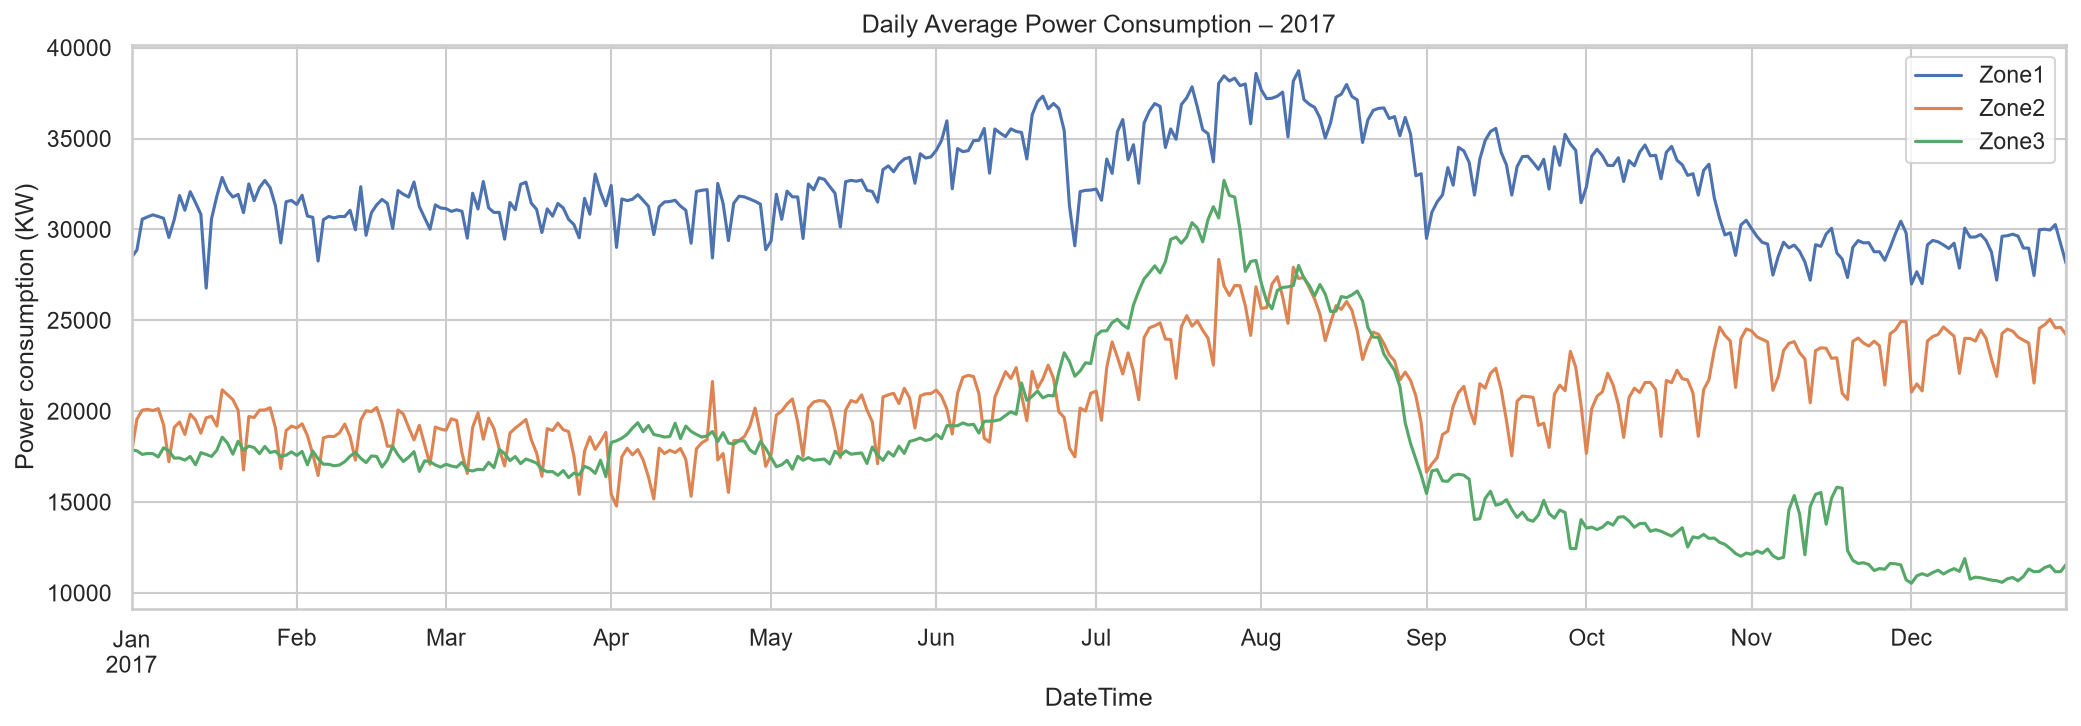 Daily Average Power Consumption – 2017
Power consumption (KW)
40000
35000
30000
25000
20000
15000
10000
Zone1
Zone2
Zone3
Jan Feb Mar Apr May Jun Jul Aug Sep Oct Nov Dec
2017
DateTime